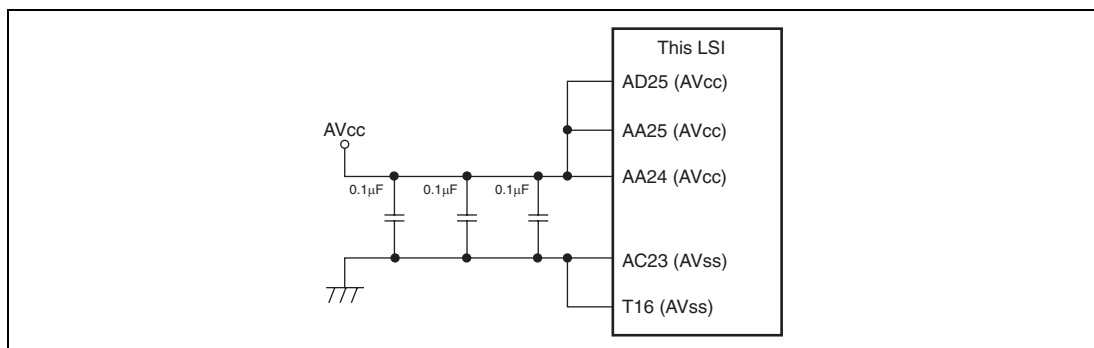 This LSI
AD25 (AVcc)
AVcc
AA25 (AVcc)
0.1µF 0.1µF 0.1µF
AA24 (AVcc)
AC23 (AVss)
T16 (AVss)